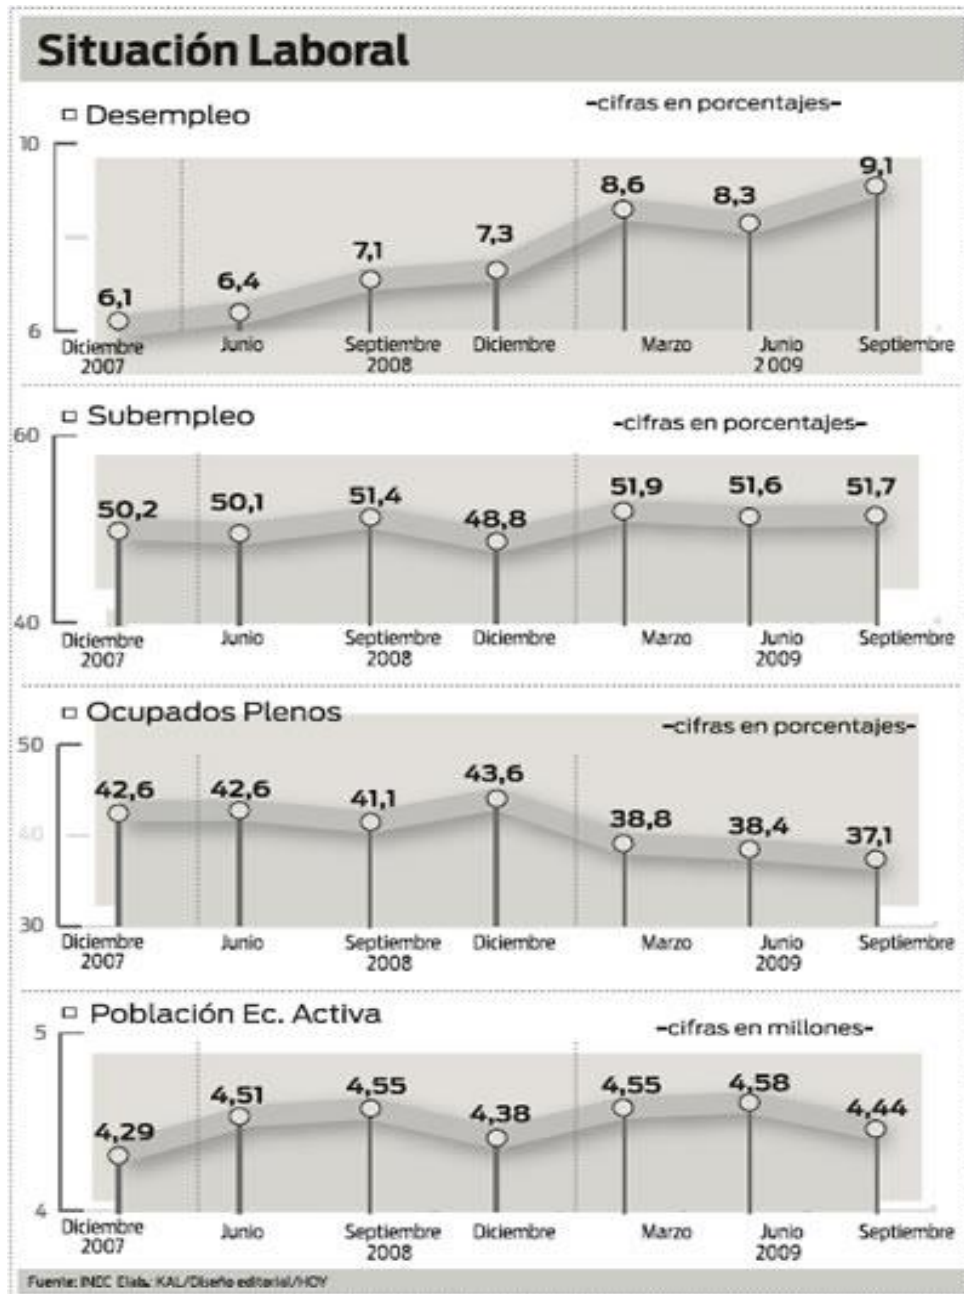 Situación Laboral
Desempleo
-cifras en porcentajes-
10
6,1 6,4 7,1 7,3 8,6 8,3 9,1
6
Diciembre Junio Septiembre Diciembre Marzo Junio Septiembre
2007 2008 2009
Subempleo
-cifras en porcentajes-
60
50,2 50,1 51,4 48,8 51,9 51,6 51,7
40
Diciembre Junio Septiembre Diciembre Marzo Junio Septiembre
2007 2008 2009
Ocupados Plenos
-cifras en porcentajes-
50
42,6 42,6 41,1 43,6 38,8 38,4 37,1
40
30
Diciembre Junio Septiembre Diciembre Marzo Junio Septiembre
2007 2008 2009
Población Ec. Activa
-cifras en millones-
5
4,29 4,51 4,55 4,38 4,55 4,58 4,44
4
Diciembre Junio Septiembre Diciembre Marzo Junio Septiembre
2007 2008 2009
Fuente: INEC Elab.: KAL/Diseño editorial/HOY